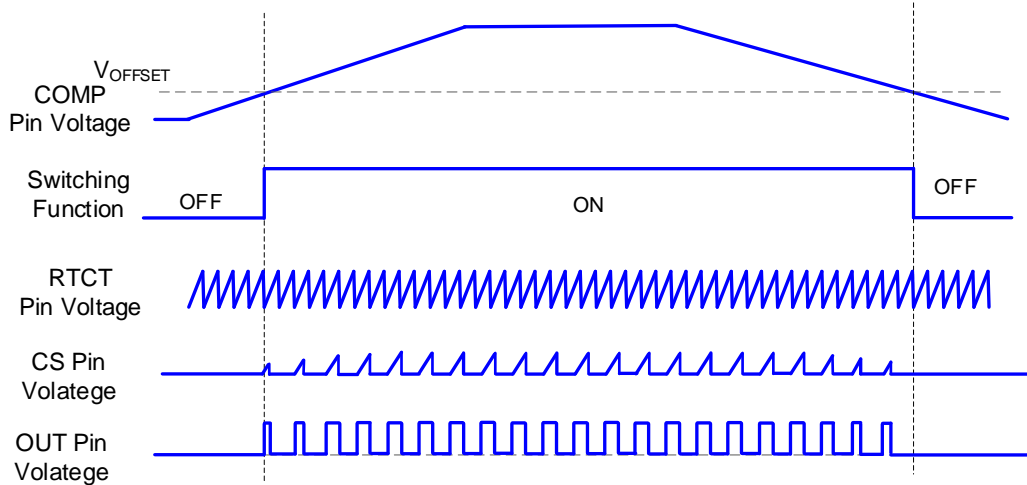 VOFFSET
COMP
Pin Voltage
Switching
Function
OFF
ON
OFF
RTCT
Pin Voltage
CS Pin
Volatege
OUT Pin
Volatege